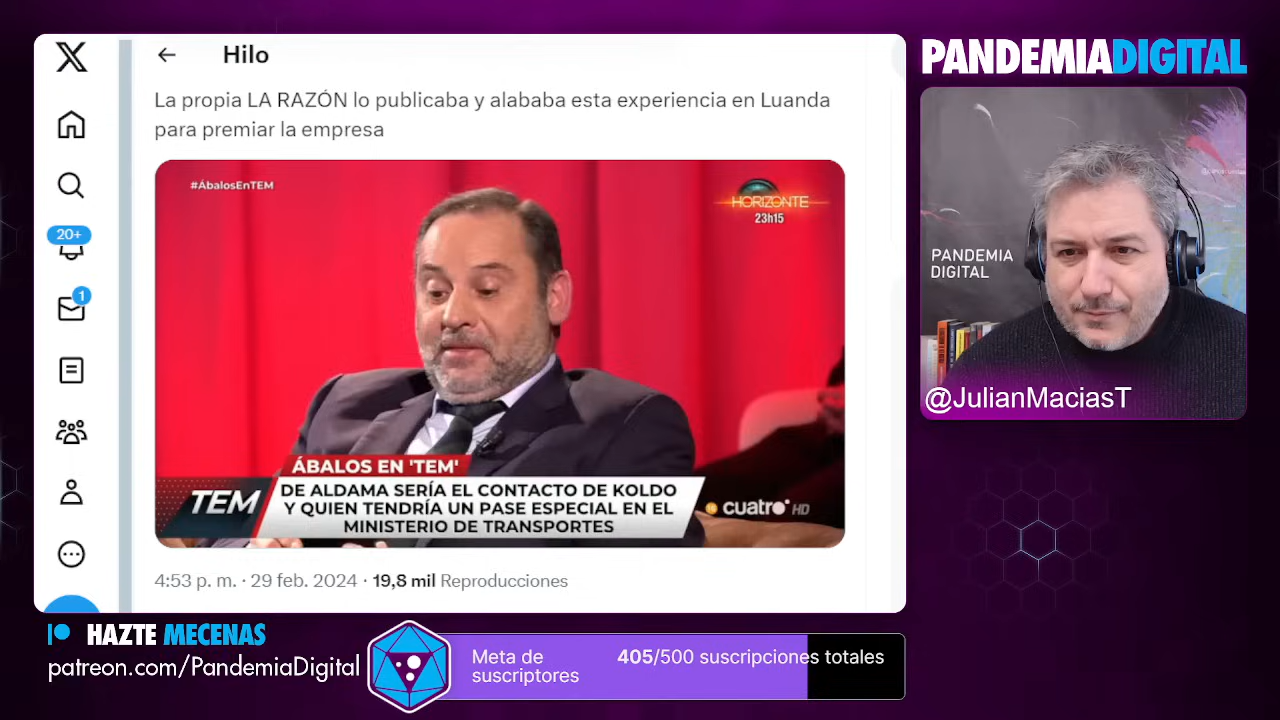 Hilo
La propia LA RAZÓN lo publicaba y alababa esta experiencia en Luanda
para premiar la empresa
20+
1
#ÁbalosEnTEM
HORIZONTE
23h15
ÁBALOS EN 'TEM'
TEM
DE ALDAMA SERÍA EL CONTACTO DE KOLDO
Y QUIEN TENDRÍA UN PASE ESPECIAL EN EL
MINISTERIO DE TRANSPORTES
cuatro HD
4:53 p. m. · 29 feb. 2024 · 19,8 mil Reproducciones
PANDEMIADIGITAL
PANDEMIA
DIGITAL
@JulianMaciasT
HAZTE MECENAS
patreon.com/PandemiaDigital
Meta de
suscriptores
405/500 suscripciones totales